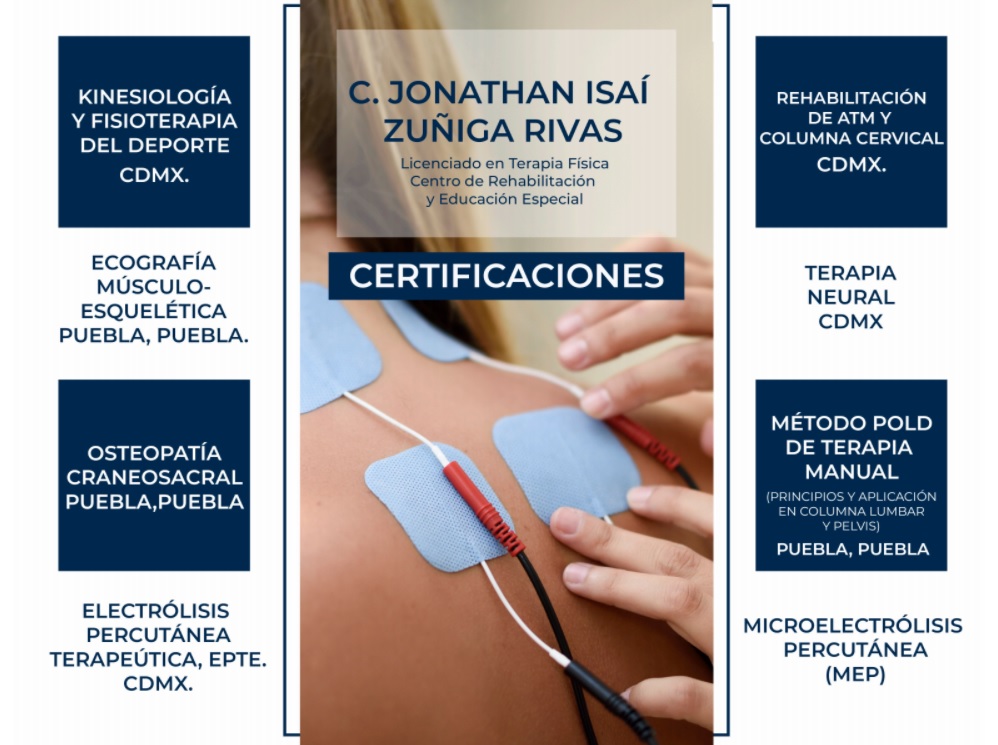 C. JONATHAN ISAÍ
ZUÑIGA RIVAS
Licenciado en Terapia Física
Centro de Rehabilitación
y Educación Especial
CERTIFICACIONES
KINESIOLOGÍA
Y FISIOTERAPIA
DEL DEPORTE
CDMX.
ECOGRAFÍA
MÚSCULO-
ESQUELÉTICA
PUEBLA, PUEBLA.
OSTEOPATÍA
CRANEOSACRAL
PUEBLA,PUEBLA
ELECTRÓLISIS
PERCUTÁNEA
TERAPEÚTICA, EPTE.
CDMX.
REHABILITACIÓN
DE ATM Y
COLUMNA CERVICAL
CDMX.
TERAPIA
NEURAL
CDMX
MÉTODO POLD
DE TERAPIA
MANUAL
(PRINCIPIOS Y APLICACIÓN
EN COLUMNA LUMBAR
Y PELVIS)
PUEBLA, PUEBLA
MICROELECTRÓLISIS
PERCUTÁNEA
(MEP)